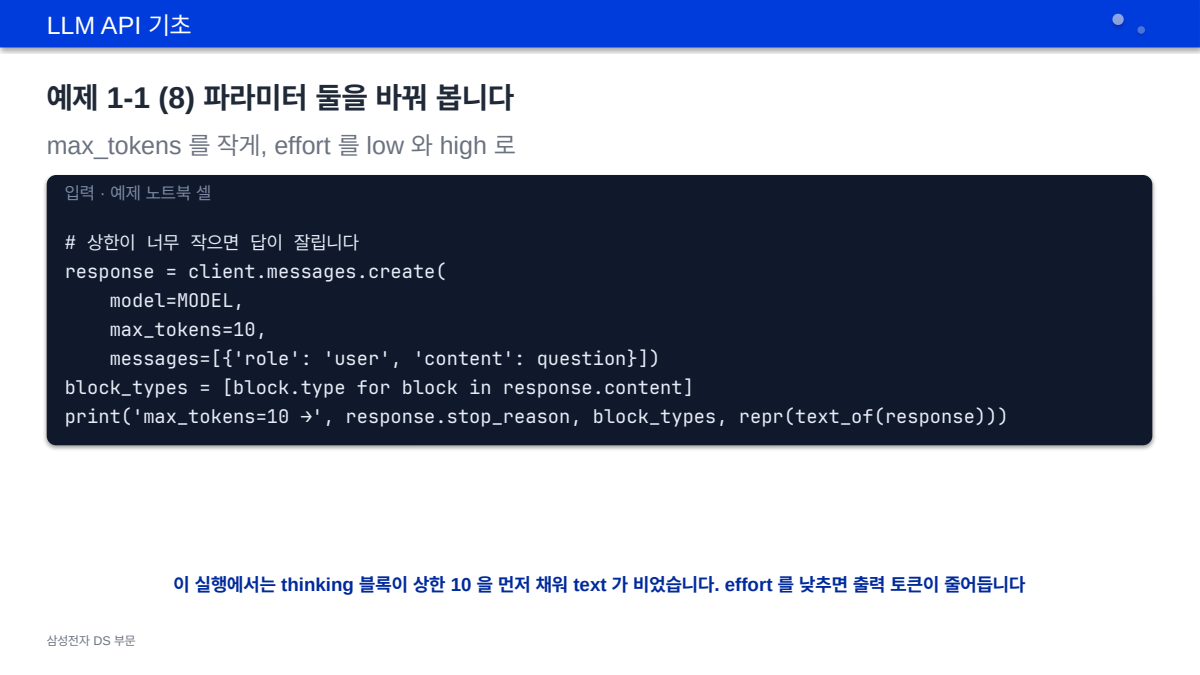 LLM API 기초
예제 1-1 (8) 파라미터 둘을 바꿔 봅니다
max_tokens 를 작게, effort 를 low 와 high 로
입력 · 예제 노트북 셀
# 상한이 너무 작으면 답이 잘립니다
response = client.messages.create(
    model=MODEL,
    max_tokens=10,
    messages=[{'role': 'user', 'content': question}])
block_types = [block.type for block in response.content]
print('max_tokens=10 →', response.stop_reason, block_types, repr(text_of(response)))
이 실행에서는 thinking 블록이 상한 10 을 먼저 채워 text 가 비었습니다. effort 를 낮추면 출력 토큰이 줄어듭니다
삼성전자 DS 부문